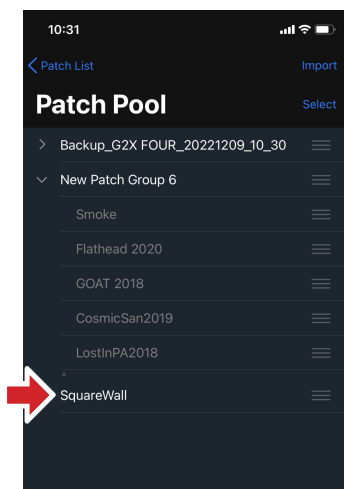 10:31
Patch List
Import
Patch Pool
Select
Backup_G2X FOUR_20221209_10_30
New Patch Group 6
Smoke
Flathead 2020
GOAT 2018
CosmicSan2019
LostInPA2018
SquareWall